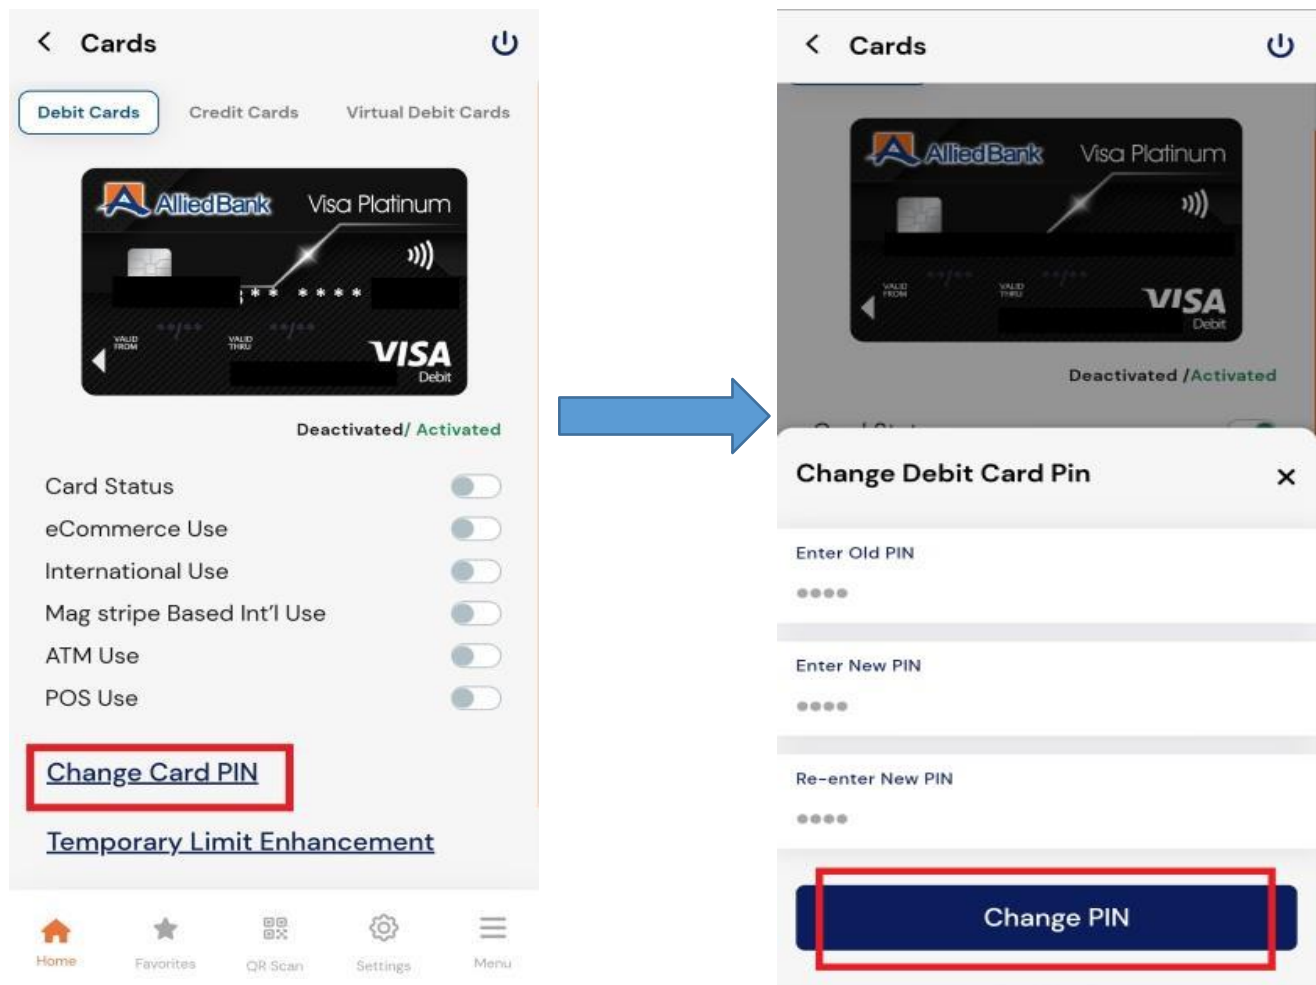 Cards
Debit Cards Credit Cards Virtual Debit Cards
AlliedBank Visa Platinum
** ****
**/** **/**
VALID FROM VALID THRU
VISA
Debit
Deactivated/ Activated
Card Status
eCommerce Use
International Use
Mag stripe Based Int'l Use
ATM Use
POS Use
Change Card PIN
Temporary Limit Enhancement
Home Favorites QR Scan Settings Menu
Cards
AlliedBank Visa Platinum
**/** **/**
VALID FROM VALID THRU
VISA
Debit
Deactivated /Activated
Change Debit Card Pin
Enter Old PIN
Enter New PIN
Re-enter New PIN
Change PIN